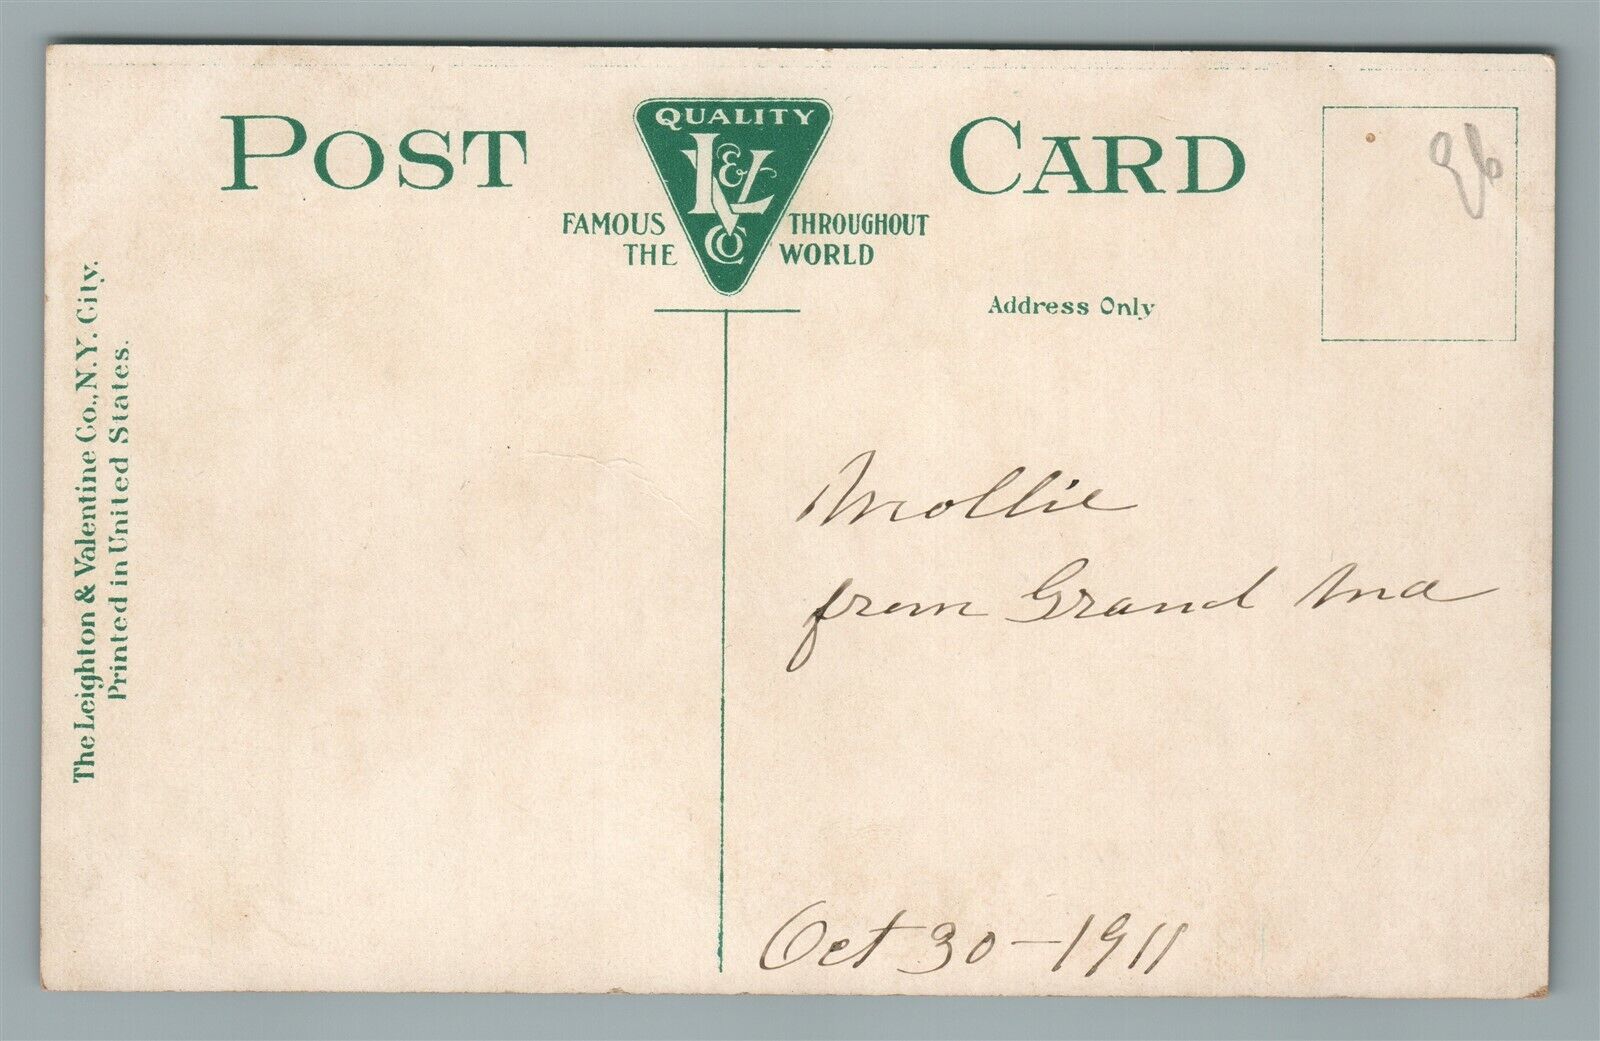 POST CARD
QUALITY
L & V
CO
FAMOUS THROUGHOUT
THE WORLD
Address Only
The Leighton & Valentine Co., N.Y. City.
Printed in United States.
Mollie
from Grand Ma
Oct 30 - 1911